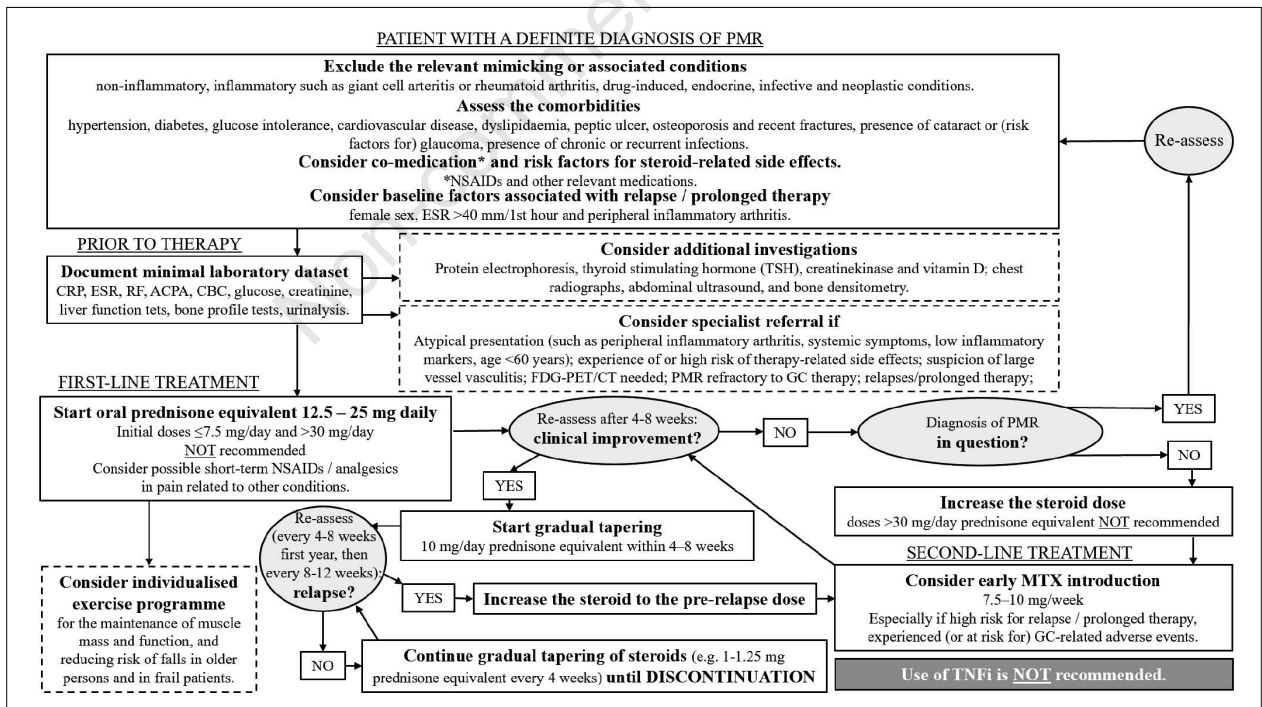 PATIENT WITH A DEFINITE DIAGNOSIS OF PMR
Exclude the relevant mimicking or associated conditions
non-inflammatory, inflammatory such as giant cell arteritis or rheumatoid arthritis, drug-induced, endocrine, infective and neoplastic conditions.
Assess the comorbidities
hypertension, diabetes, glucose intolerance, cardiovascular disease, dyslipidaemia, peptic ulcer, osteoporosis and recent fractures, presence of cataract or (risk
factors for) glaucoma, presence of chronic or recurrent infections.
Consider co-medication* and risk factors for steroid-related side effects.
*NSAIDs and other relevant medications.
Consider baseline factors associated with relapse / prolonged therapy
female sex, ESR >40 mm/1st hour and peripheral inflammatory arthritis.
Re-assess
PRIOR TO THERAPY
Document minimal laboratory dataset
CRP, ESR, RF, ACPA, CBC, glucose, creatinine,
liver function tets, bone profile tests, urinalysis.
Consider additional investigations
Protein electrophoresis, thyroid stimulating hormone (TSH), creatinekinase and vitamin D; chest
radiographs, abdominal ultrasound, and bone densitometry.
Consider specialist referral if
Atypical presentation (such as peripheral inflammatory arthritis, systemic symptoms, low inflammatory
markers, age <60 years); experience of or high risk of therapy-related side effects; suspicion of large
vessel vasculitis; FDG-PET/CT needed; PMR refractory to GC therapy; relapses/prolonged therapy;
FIRST-LINE TREATMENT
Start oral prednisone equivalent 12.5 – 25 mg daily
Initial doses ≤7.5 mg/day and >30 mg/day
NOT recommended
Consider possible short-term NSAIDs / analgesics
in pain related to other conditions.
Re-assess after 4-8 weeks:
clinical improvement?
NO
Diagnosis of PMR
in question?
YES
NO
YES
Increase the steroid dose
doses >30 mg/day prednisone equivalent NOT recommended
Start gradual tapering
10 mg/day prednisone equivalent within 4–8 weeks
Re-assess
(every 4-8 weeks
first year, then
every 8-12 weeks):
relapse?
SECOND-LINE TREATMENT
Consider early MTX introduction
7.5–10 mg/week
Especially if high risk for relapse / prolonged therapy,
experienced (or at risk for) GC-related adverse events.
Consider individualised
exercise programme
for the maintenance of muscle
mass and function, and
reducing risk of falls in older
persons and in frail patients.
YES
Increase the steroid to the pre-relapse dose
NO
Continue gradual tapering of steroids (e.g. 1-1.25 mg
prednisone equivalent every 4 weeks) until DISCONTINUATION
Use of TNFi is NOT recommended.
Non-commer